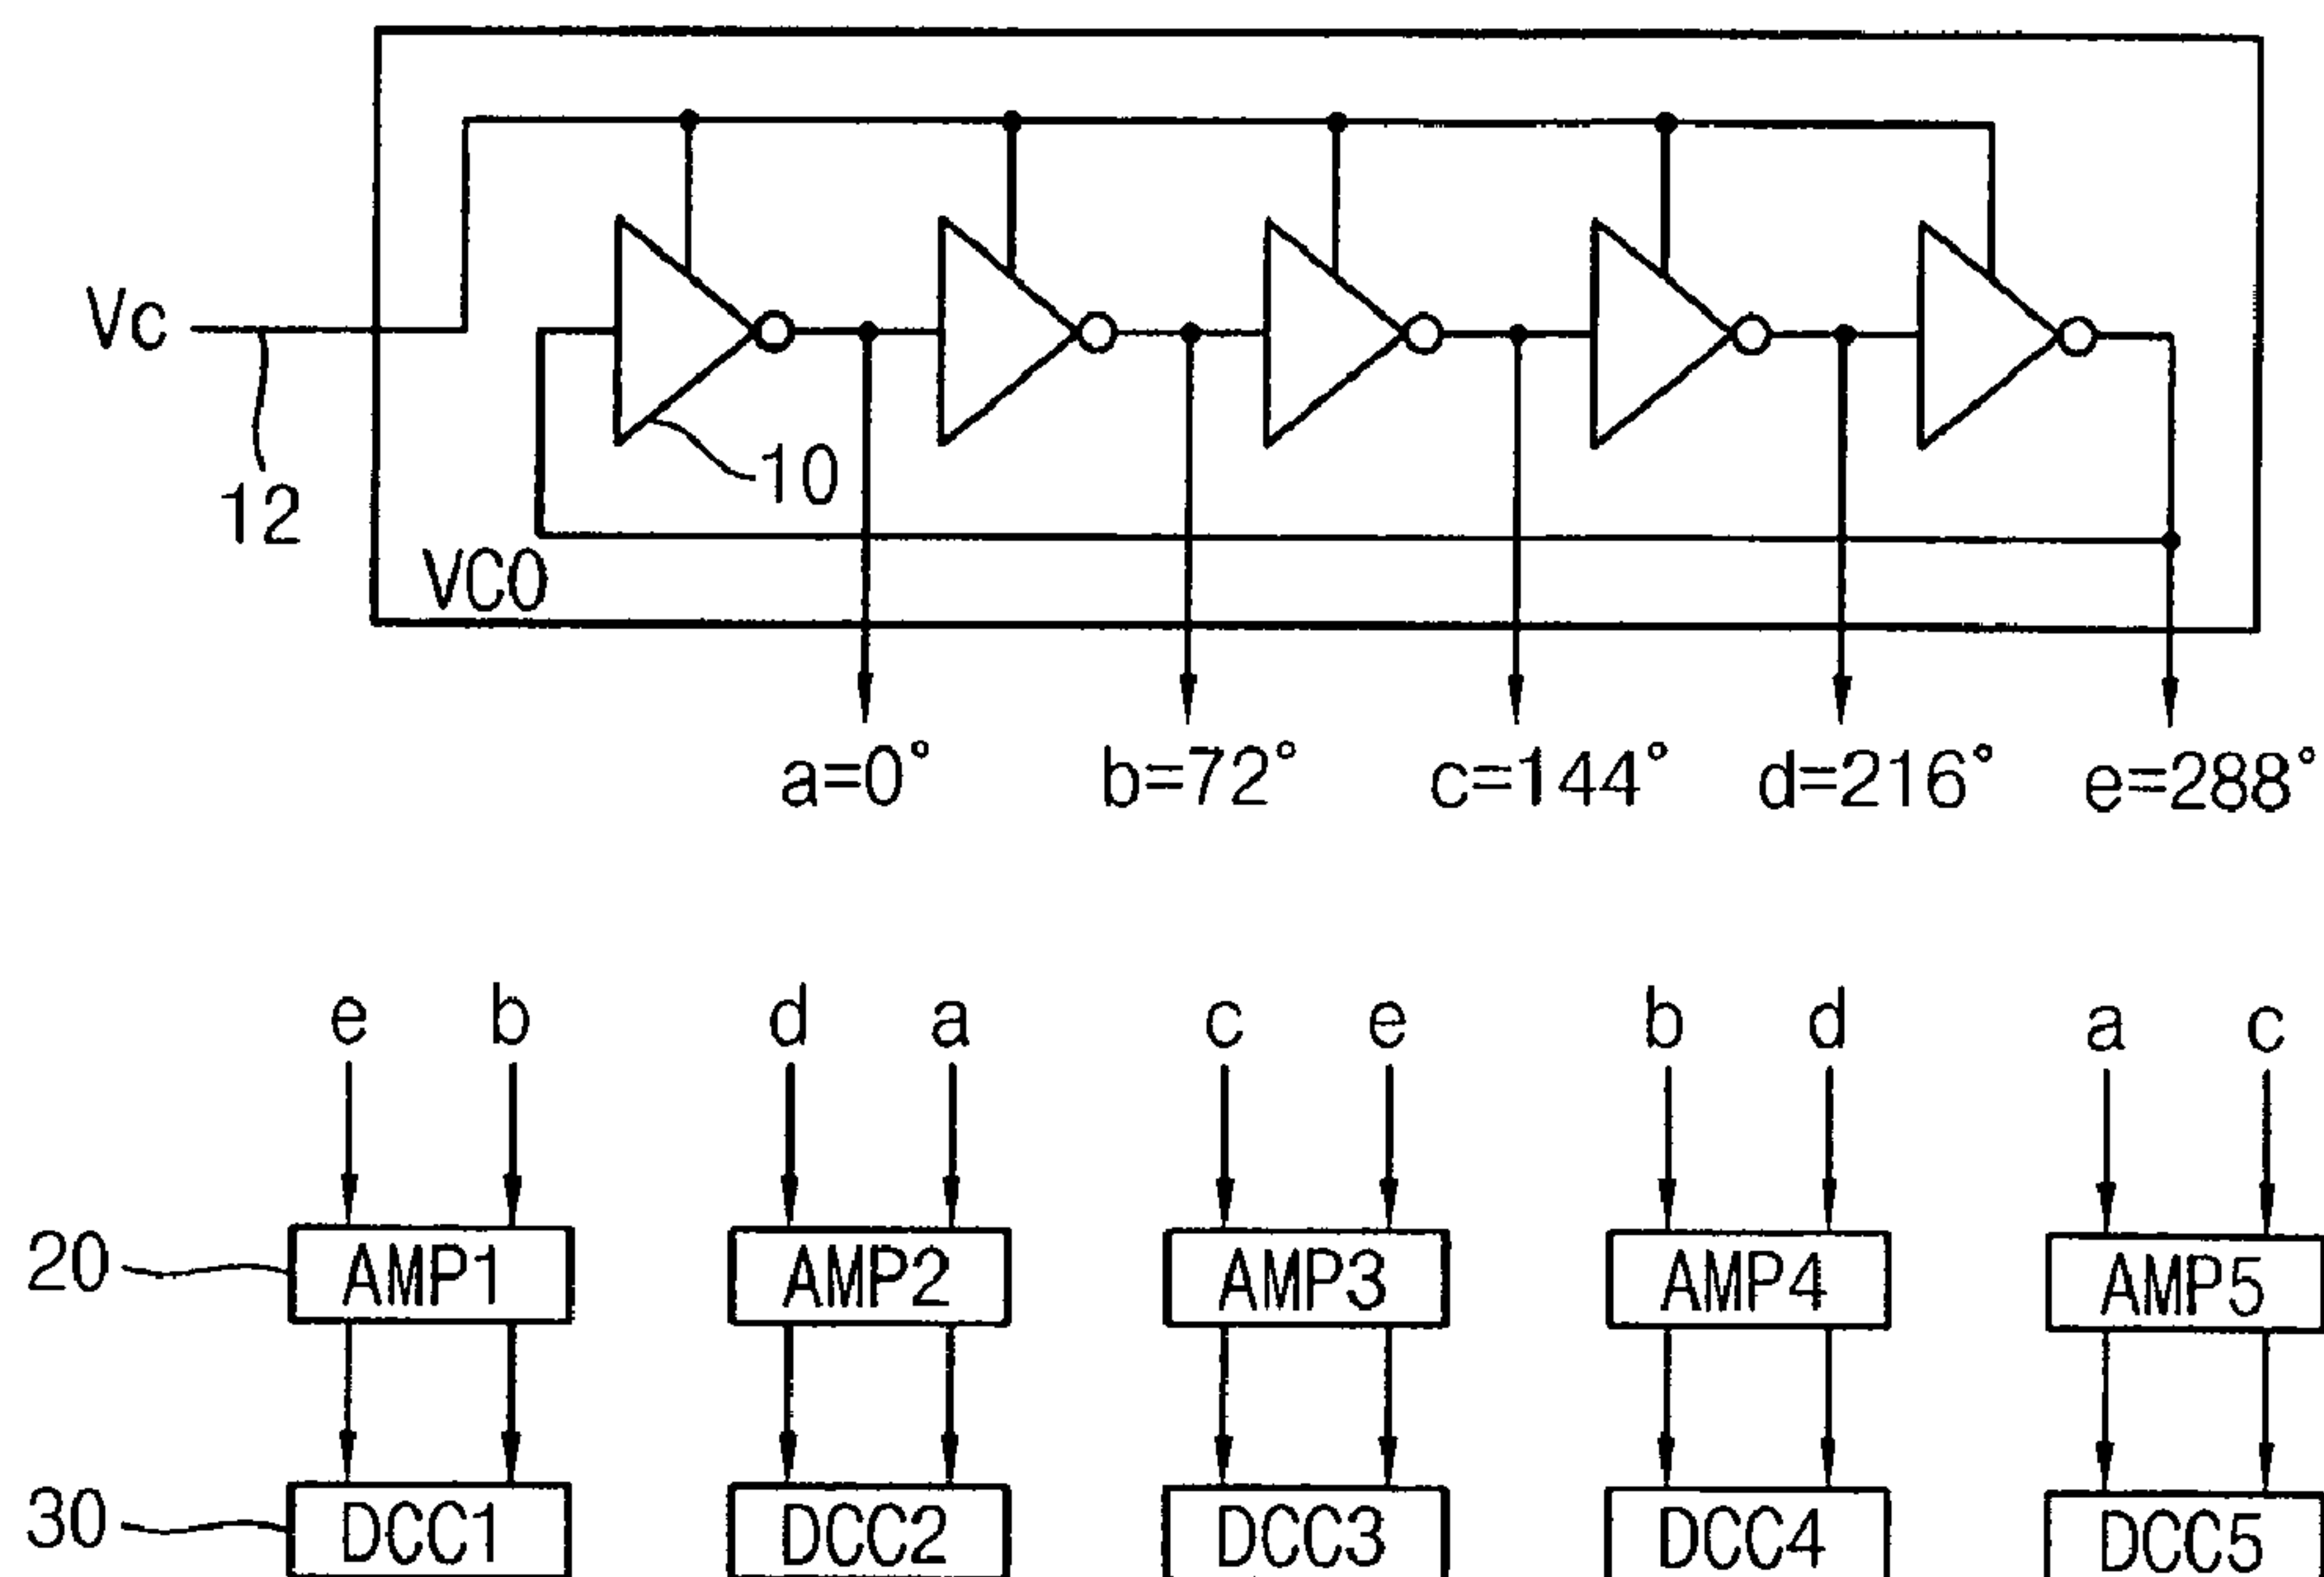 Vc
12
10
VCO
a=0° b=72° c=144° d=216° e=288°
e b d a c e b d a c
20 AMP1 AMP2 AMP3 AMP4 AMP5
30 DCC1 DCC2 DCC3 DCC4 DCC5